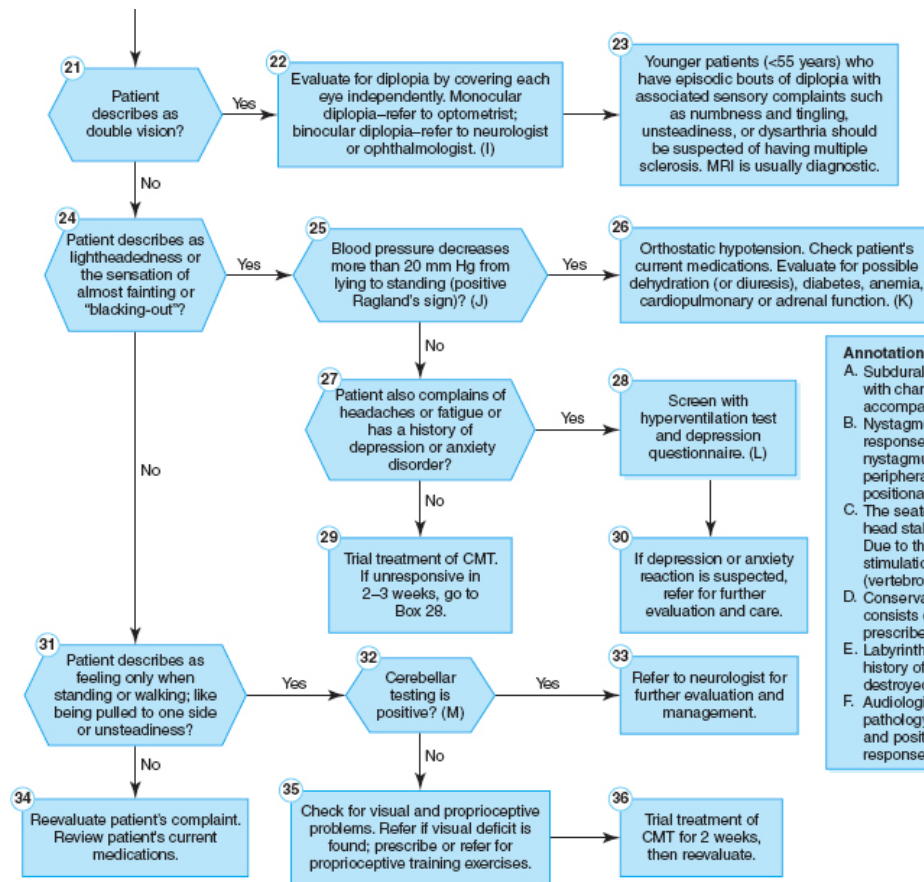 21
Patient
describes as
double vision?
Yes
No
22
Evaluate for diplopia by covering each
eye independently. Monocular
diplopia–refer to optometrist;
binocular diplopia–refer to neurologist
or ophthalmologist. (I)
23
Younger patients (<55 years) who
have episodic bouts of diplopia with
associated sensory complaints such
as numbness and tingling,
unsteadiness, or dysarthria should
be suspected of having multiple
sclerosis. MRI is usually diagnostic.
24
Patient describes as
lightheadedness or
the sensation of
almost fainting or
“blacking-out”?
Yes
No
25
Blood pressure decreases
more than 20 mm Hg from
lying to standing (positive
Ragland's sign)? (J)
Yes
No
26
Orthostatic hypotension. Check patient's
current medications. Evaluate for possible
dehydration (or diuresis), diabetes, anemia,
cardiopulmonary or adrenal function. (K)
27
Patient also complains of
headaches or fatigue or
has a history of
depression or anxiety
disorder?
Yes
No
28
Screen with
hyperventilation test
and depression
questionnaire. (L)
29
Trial treatment of CMT.
If unresponsive in
2–3 weeks, go to
Box 28.
30
If depression or anxiety
reaction is suspected,
refer for further
evaluation and care.
31
Patient describes as
feeling only when
standing or walking; like
being pulled to one side
or unsteadiness?
Yes
No
32
Cerebellar
testing is
positive? (M)
Yes
No
33
Refer to neurologist for
further evaluation and
management.
34
Reevaluate patient's complaint.
Review patient's current
medications.
35
Check for visual and proprioceptive
problems. Refer if visual deficit is
found; prescribe or refer for
proprioceptive training exercises.
36
Trial treatment of
CMT for 2 weeks,
then reevaluate.
Annotation
A. Subdural
with char
accompa
B. Nystagmu
response
nystagmu
periphera
positiona
C. The seat
head stal
Due to th
stimulatio
(vertebro
D. Conserva
consists
prescribe
E. Labyrinth
history of
destroyed
F. Audiologi
pathology
and posit
response